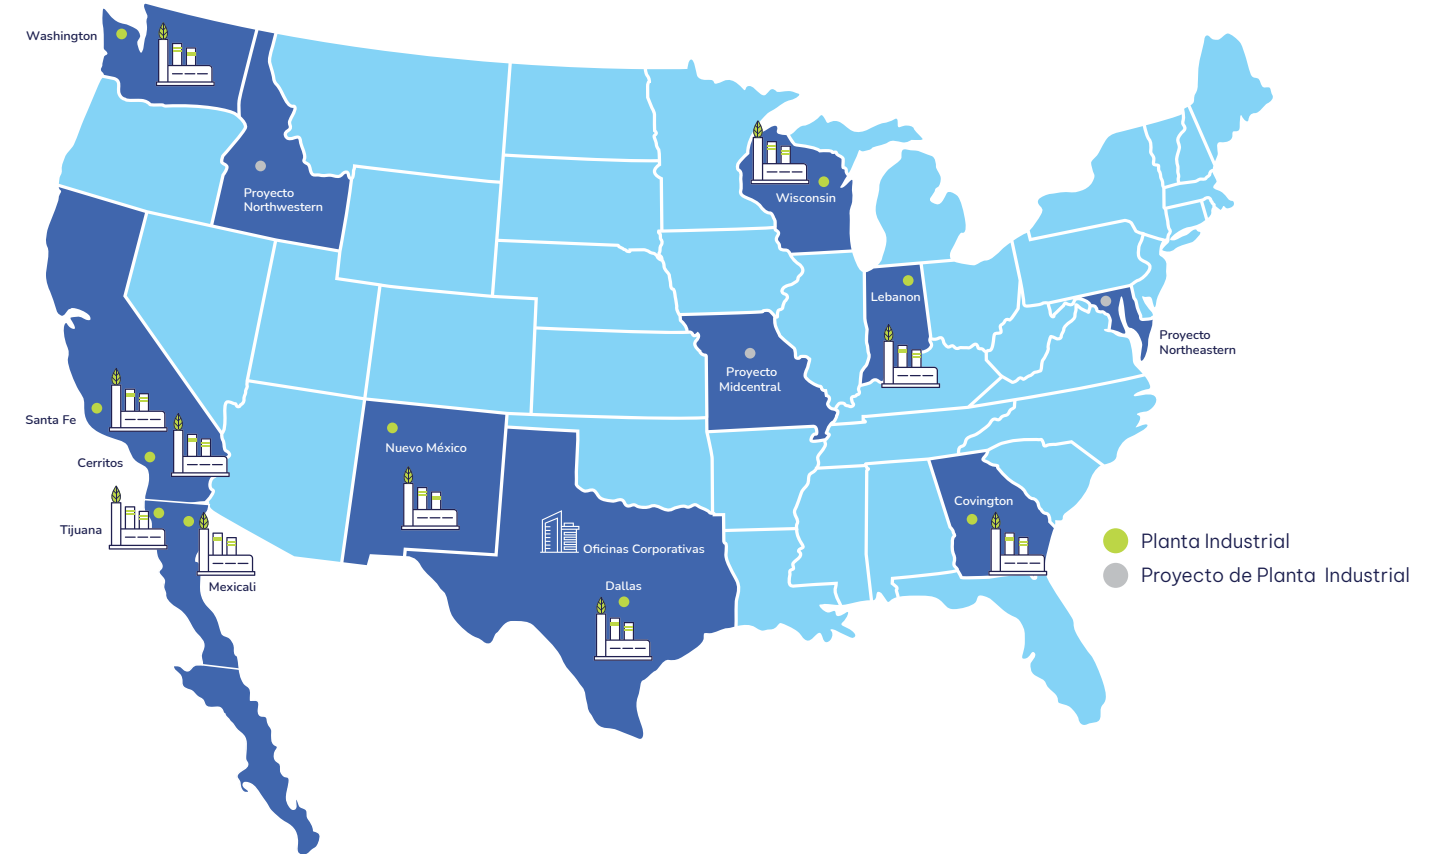 Washington
Proyecto
Northwestern
Wisconsin
Lebanon
Proyecto
Northeastern
Proyecto
Midcentral
Santa Fe
Cerritos
Nuevo México
Tijuana
Mexicali
Oficinas Corporativas
Dallas
Covington
Planta Industrial
Proyecto de Planta Industrial